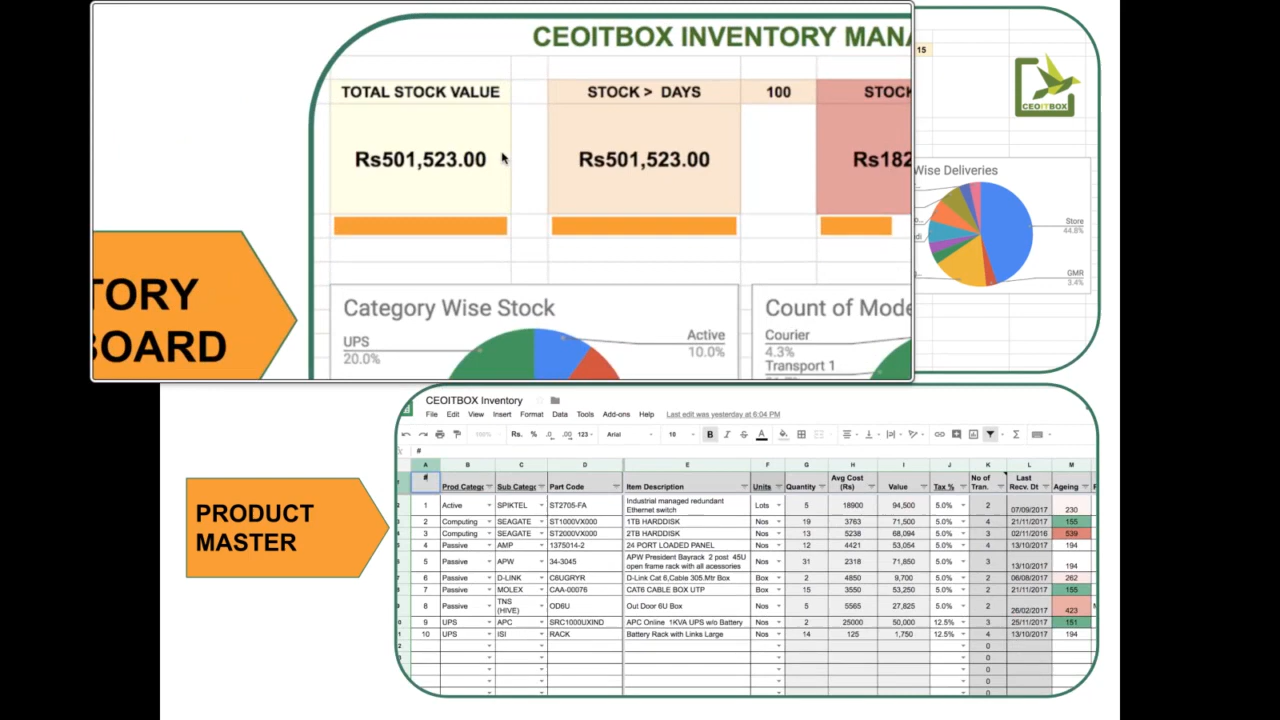 CEOITBOX INVENTORY MANA
15
CEOITBOX
TOTAL STOCK VALUE STOCK > DAYS 100 STOCK
Rs501,523.00 Rs501,523.00 Rs182
Wise Deliveries
Store
44.8%
GMR
3.4%
TORY
BOARD
Category Wise Stock
UPS
20.0%
Active
10.0%
Count of Mode
Courier
4.3%
Transport 1
CEOITBOX Inventory
File Edit View Insert Format Data Tools Add-ons Help Last edit was yesterday at 6:04 PM
100% Rs. % .0 .00 123 Arial 10 B I S A
#
A B C D E F G H I J K L M
# Prod Categ Sub Categ Part Code Item Description Units Quantity Avg Cost (Rs) Value Tax % No of Tran. Last Recv. Dt Ageing
1 Active SPIKTEL ST2705-FA Industrial managed redundant Ethernet switch Lots 5 18900 94,500 5.0% 2 07/09/2017 230
2 Computing SEAGATE ST1000VX000 1TB HARDDISK Nos 19 3763 71,500 5.0% 4 21/11/2017 155
3 Computing SEAGATE ST2000VX000 2TB HARDDISK Nos 13 5238 68,094 5.0% 3 02/11/2016 539
4 Passive AMP 1375014-2 24 PORT LOADED PANEL Nos 12 4421 53,054 5.0% 4 13/10/2017 194
5 Passive APW 34-3045 APW President Bayrack 2 post 45U open frame rack with all acessories Nos 31 2318 71,850 5.0% 3 13/10/2017 194
6 Passive D-LINK C6UGRYR D-Link Cat 6,Cable 305.Mtr Box Box 2 4850 9,700 5.0% 2 06/08/2017 262
7 Passive MOLEX CAA-00076 CAT6 CABLE BOX UTP Box 15 3550 53,250 5.0% 2 21/11/2017 155
8 Passive TNS (HIVE) OD6U Out Door 6U Box Nos 5 5565 27,825 5.0% 2 26/02/2017 423
9 UPS APC SRC1000UXIND APC Online 1KVA UPS w/o Battery Nos 2 25000 50,000 12.5% 3 25/11/2017 151
10 UPS ISI RACK Battery Rack with Links Large Nos 14 125 1,750 12.5% 4 13/10/2017 194
0
0
0
0
0
PRODUCT
MASTER